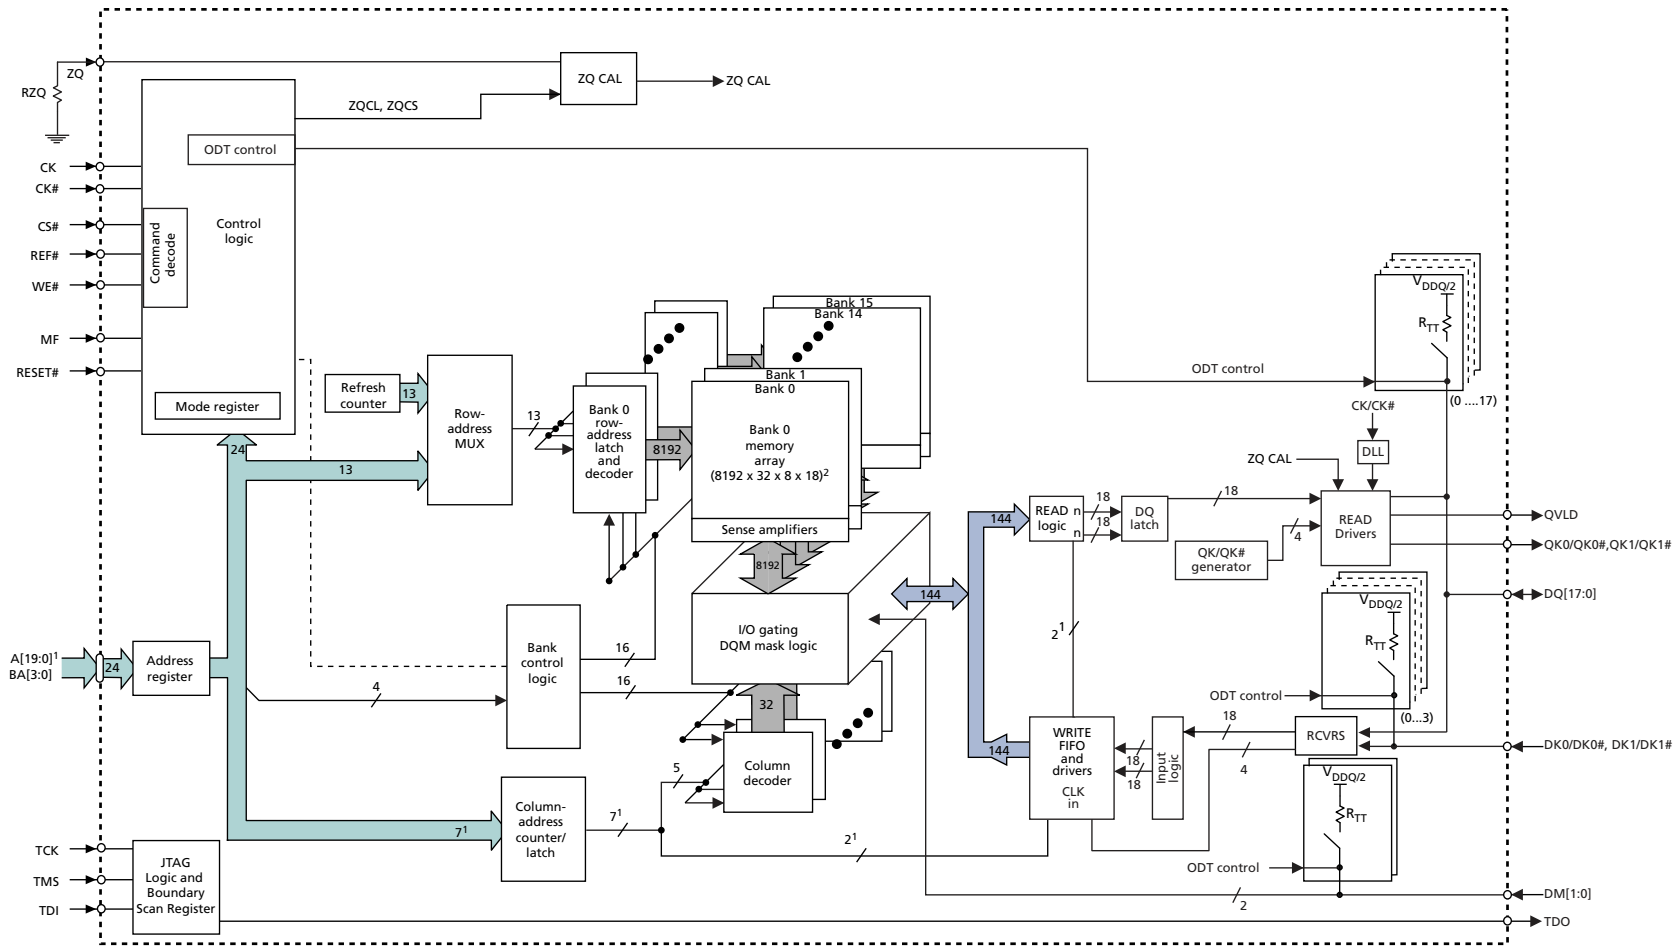 ZQ
RZQ
ZQ CAL
ZQ CAL
ZQCL, ZQCS
ODT control
CK
CK#
CS#
REF#
WE#
MF
RESET#
Command
decode
Control
logic
Mode register
24
Refresh
counter
13
13
Row-
address
MUX
13
Bank 0
row-
address
latch
and
decoder
8192
Bank 15
Bank 14
Bank 1
Bank 0
Bank 0
memory
array
(8192 x 32 x 8 x 18)²
Sense amplifiers
8192
I/O gating
DQM mask logic
32
Column
decoder
A[19:0]¹
BA[3:0]
24
Address
register
4
Bank
control
logic
16
16
5
7¹
Column-
address
counter/
latch
7¹
2¹
144
144
144
READ
logic
n
n
18
18
DQ
latch
18
2¹
QK/QK#
generator
4
ZQ CAL
CK/CK#
DLL
READ
Drivers
ODT control
VDDQ/2
RTT
(0 ....17)
QVLD
QK0/QK0#,QK1/QK1#
DQ[17:0]
VDDQ/2
RTT
ODT control
(0...3)
WRITE
FIFO
and
drivers
CLK
in
18
18
Input
logic
18
4
RCVRS
DK0/DK0#, DK1/DK1#
VDDQ/2
RTT
ODT control
2
DM[1:0]
TCK
TMS
TDI
JTAG
Logic and
Boundary
Scan Register
TDO